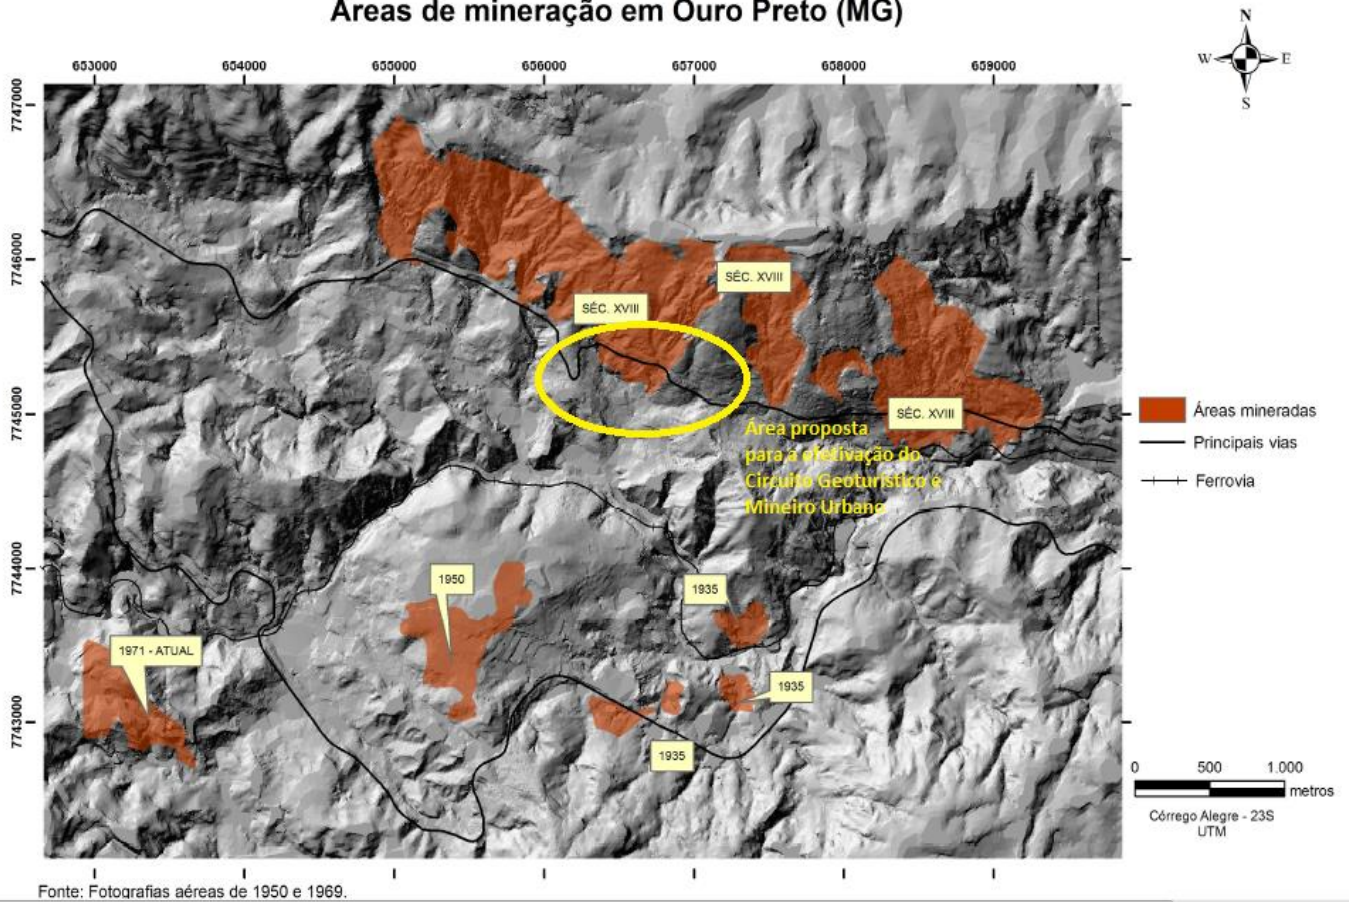 Áreas de mineração em Ouro Preto (MG)
N
W E
S
653000 654000 655000 656000 657000 658000 659000
7747000
7746000
7745000
7744000
7743000
SÉC. XVIII
SÉC. XVIII
SÉC. XVIII
Área proposta
para a efetivação do
Circuito Geoturístico e
Mineiro Urbano
1950
1935
1971 - ATUAL
1935
1935
Áreas mineradas
Principais vias
Ferrovia
0 500 1.000
metros
Córrego Alegre - 23S
UTM
Fonte: Fotografias aéreas de 1950 e 1969.